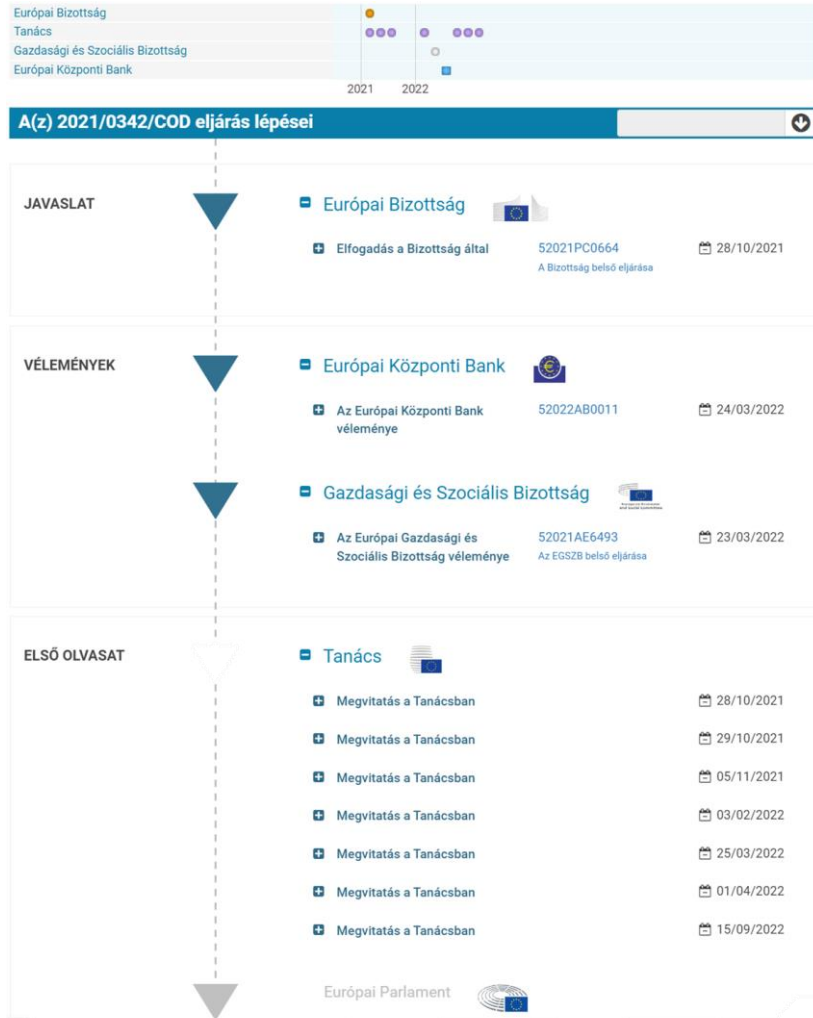 Európai Bizottság
Tanács
Gazdasági és Szociális Bizottság
Európai Központi Bank
2021 2022
A(z) 2021/0342/COD eljárás lépései
JAVASLAT
Európai Bizottság
Elfogadás a Bizottság által 52021PC0664 28/10/2021
A Bizottság belső eljárása
VÉLEMÉNYEK
Európai Központi Bank
Az Európai Központi Bank 52022AB0011 24/03/2022
véleménye
Gazdasági és Szociális Bizottság
Az Európai Gazdasági és 52021AE6493 23/03/2022
Szociális Bizottság véleménye Az EGSZB belső eljárása
ELSŐ OLVASAT
Tanács
Megvitatás a Tanácsban 28/10/2021
Megvitatás a Tanácsban 29/10/2021
Megvitatás a Tanácsban 05/11/2021
Megvitatás a Tanácsban 03/02/2022
Megvitatás a Tanácsban 25/03/2022
Megvitatás a Tanácsban 01/04/2022
Megvitatás a Tanácsban 15/09/2022
Európai Parlament